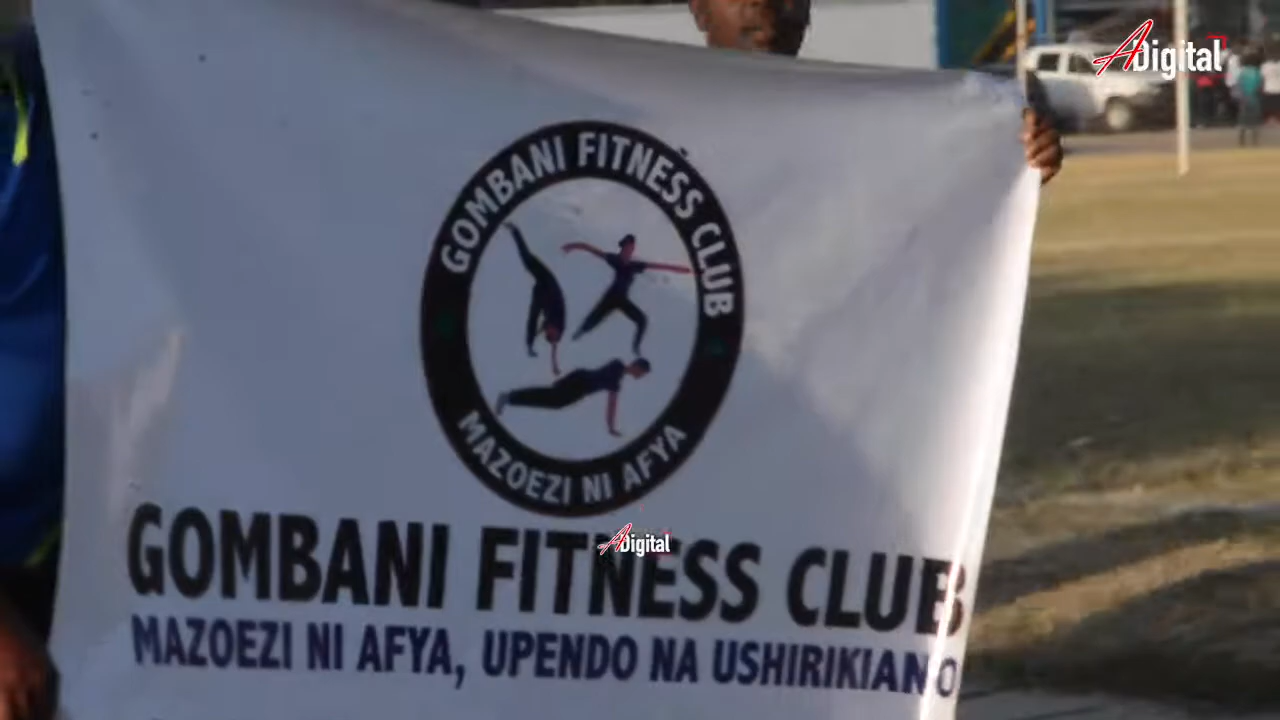 ADigital
GOMBANI FITNESS CLUB
MAZOEZI NI AFYA
ADigital
GOMBANI FITNESS CLUB
MAZOEZI NI AFYA, UPENDO NA USHIRIKIANO